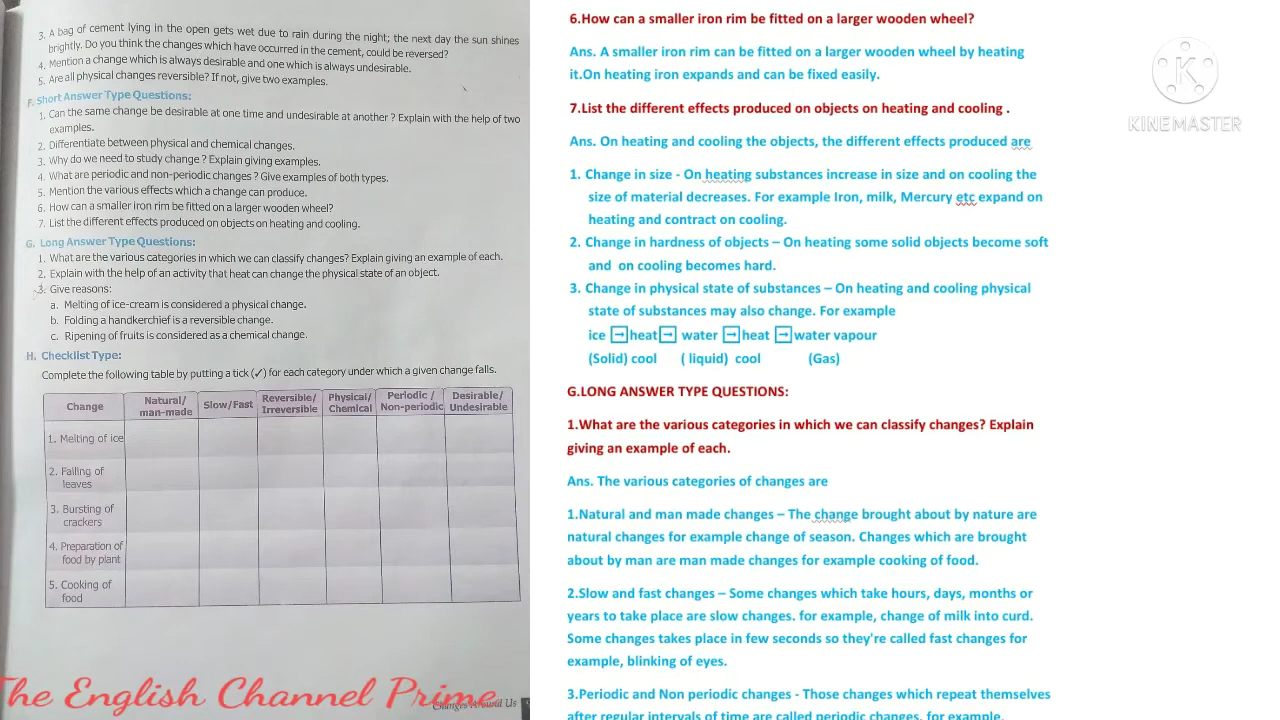 3. A bag of cement lying in the open gets wet due to rain during the night; the next day the sun shines
brightly. Do you think the changes which have occurred in the cement, could be reversed?
4. Mention a change which is always desirable and one which is always undesirable.
5. Are all physical changes reversible? If not, give two examples.
F. Short Answer Type Questions:
1. Can the same change be desirable at one time and undesirable at another ? Explain with the help of two
examples.
2. Differentiate between physical and chemical changes.
3. Why do we need to study change ? Explain giving examples.
4. What are periodic and non-periodic changes ? Give examples of both types.
5. Mention the various effects which a change can produce.
6. How can a smaller iron rim be fitted on a larger wooden wheel?
7. List the different effects produced on objects on heating and cooling.
G. Long Answer Type Questions:
1. What are the various categories in which we can classify changes? Explain giving an example of each.
2. Explain with the help of an activity that heat can change the physical state of an object.
3. Give reasons:
a. Melting of ice-cream is considered a physical change.
b. Folding a handkerchief is a reversible change.
c. Ripening of fruits is considered as a chemical change.
H. Checklist Type:
Complete the following table by putting a tick (✓) for each category under which a given change falls.
Change Natural/ man-made Slow/Fast Reversible/ Irreversible Physical/ Chemical Periodic / Non-periodic Desirable/ Undesirable
1. Melting of ice
2. Falling of
leaves
3. Bursting of
crackers
4. Preparation of
food by plant
5. Cooking of
food
The English Channel Prime
Changes Around Us
6.How can a smaller iron rim be fitted on a larger wooden wheel?
Ans. A smaller iron rim can be fitted on a larger wooden wheel by heating
it.On heating iron expands and can be fixed easily.
7.List the different effects produced on objects on heating and cooling .
Ans. On heating and cooling the objects, the different effects produced are
1. Change in size - On heating substances increase in size and on cooling the
size of material decreases. For example Iron, milk, Mercury etc expand on
heating and contract on cooling.
2. Change in hardness of objects – On heating some solid objects become soft
and on cooling becomes hard.
3. Change in physical state of substances – On heating and cooling physical
state of substances may also change. For example
ice → heat → water → heat → water vapour
(Solid) cool ( liquid) cool (Gas)
G.LONG ANSWER TYPE QUESTIONS:
1.What are the various categories in which we can classify changes? Explain
giving an example of each.
Ans. The various categories of changes are
1.Natural and man made changes – The change brought about by nature are
natural changes for example change of season. Changes which are brought
about by man are man made changes for example cooking of food.
2.Slow and fast changes – Some changes which take hours, days, months or
years to take place are slow changes. for example, change of milk into curd.
Some changes takes place in few seconds so they're called fast changes for
example, blinking of eyes.
3.Periodic and Non periodic changes - Those changes which repeat themselves
after regular intervals of time are called periodic changes. for example.
K
KINEMASTER